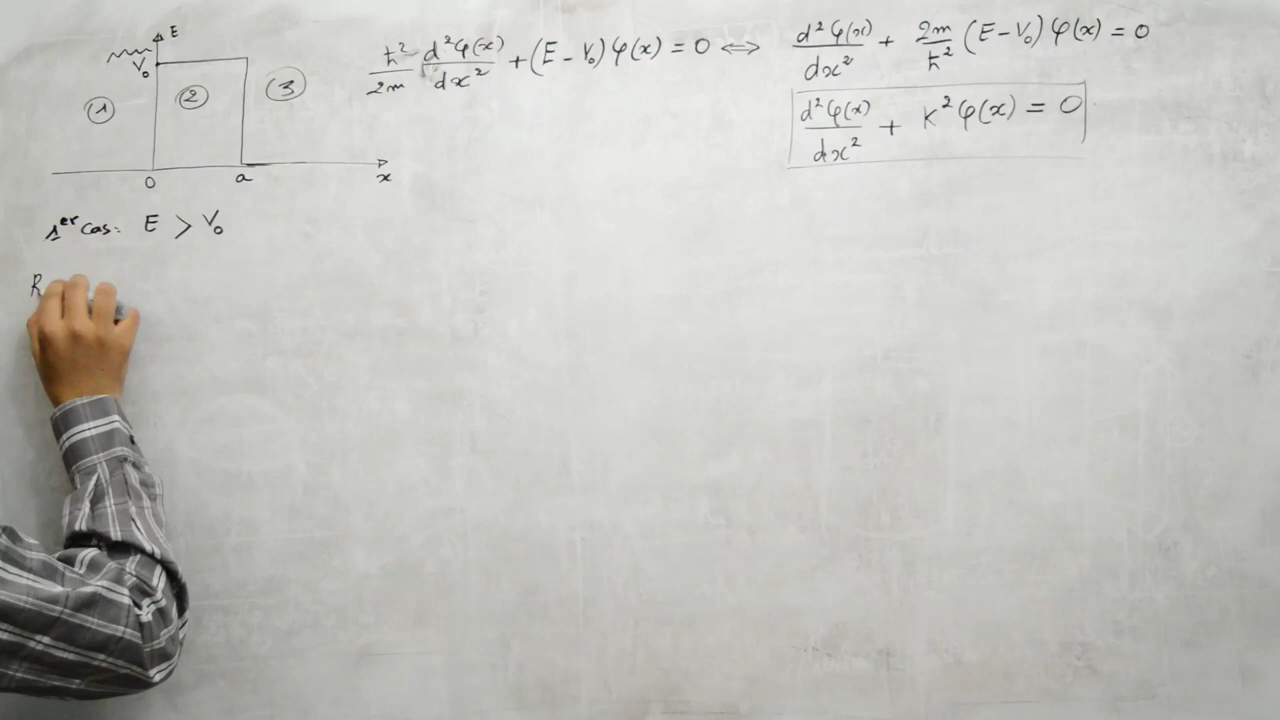 E
V₀
① ② ③
0 a x
ħ²/2m d²φ(x)/dx² + (E - V₀) φ(x) = 0 ⟺ d²φ(x)/dx² + 2m/ħ² (E - V₀) φ(x) = 0
d²φ(x)/dx² + K² φ(x) = 0
1er cas: E > V₀
R